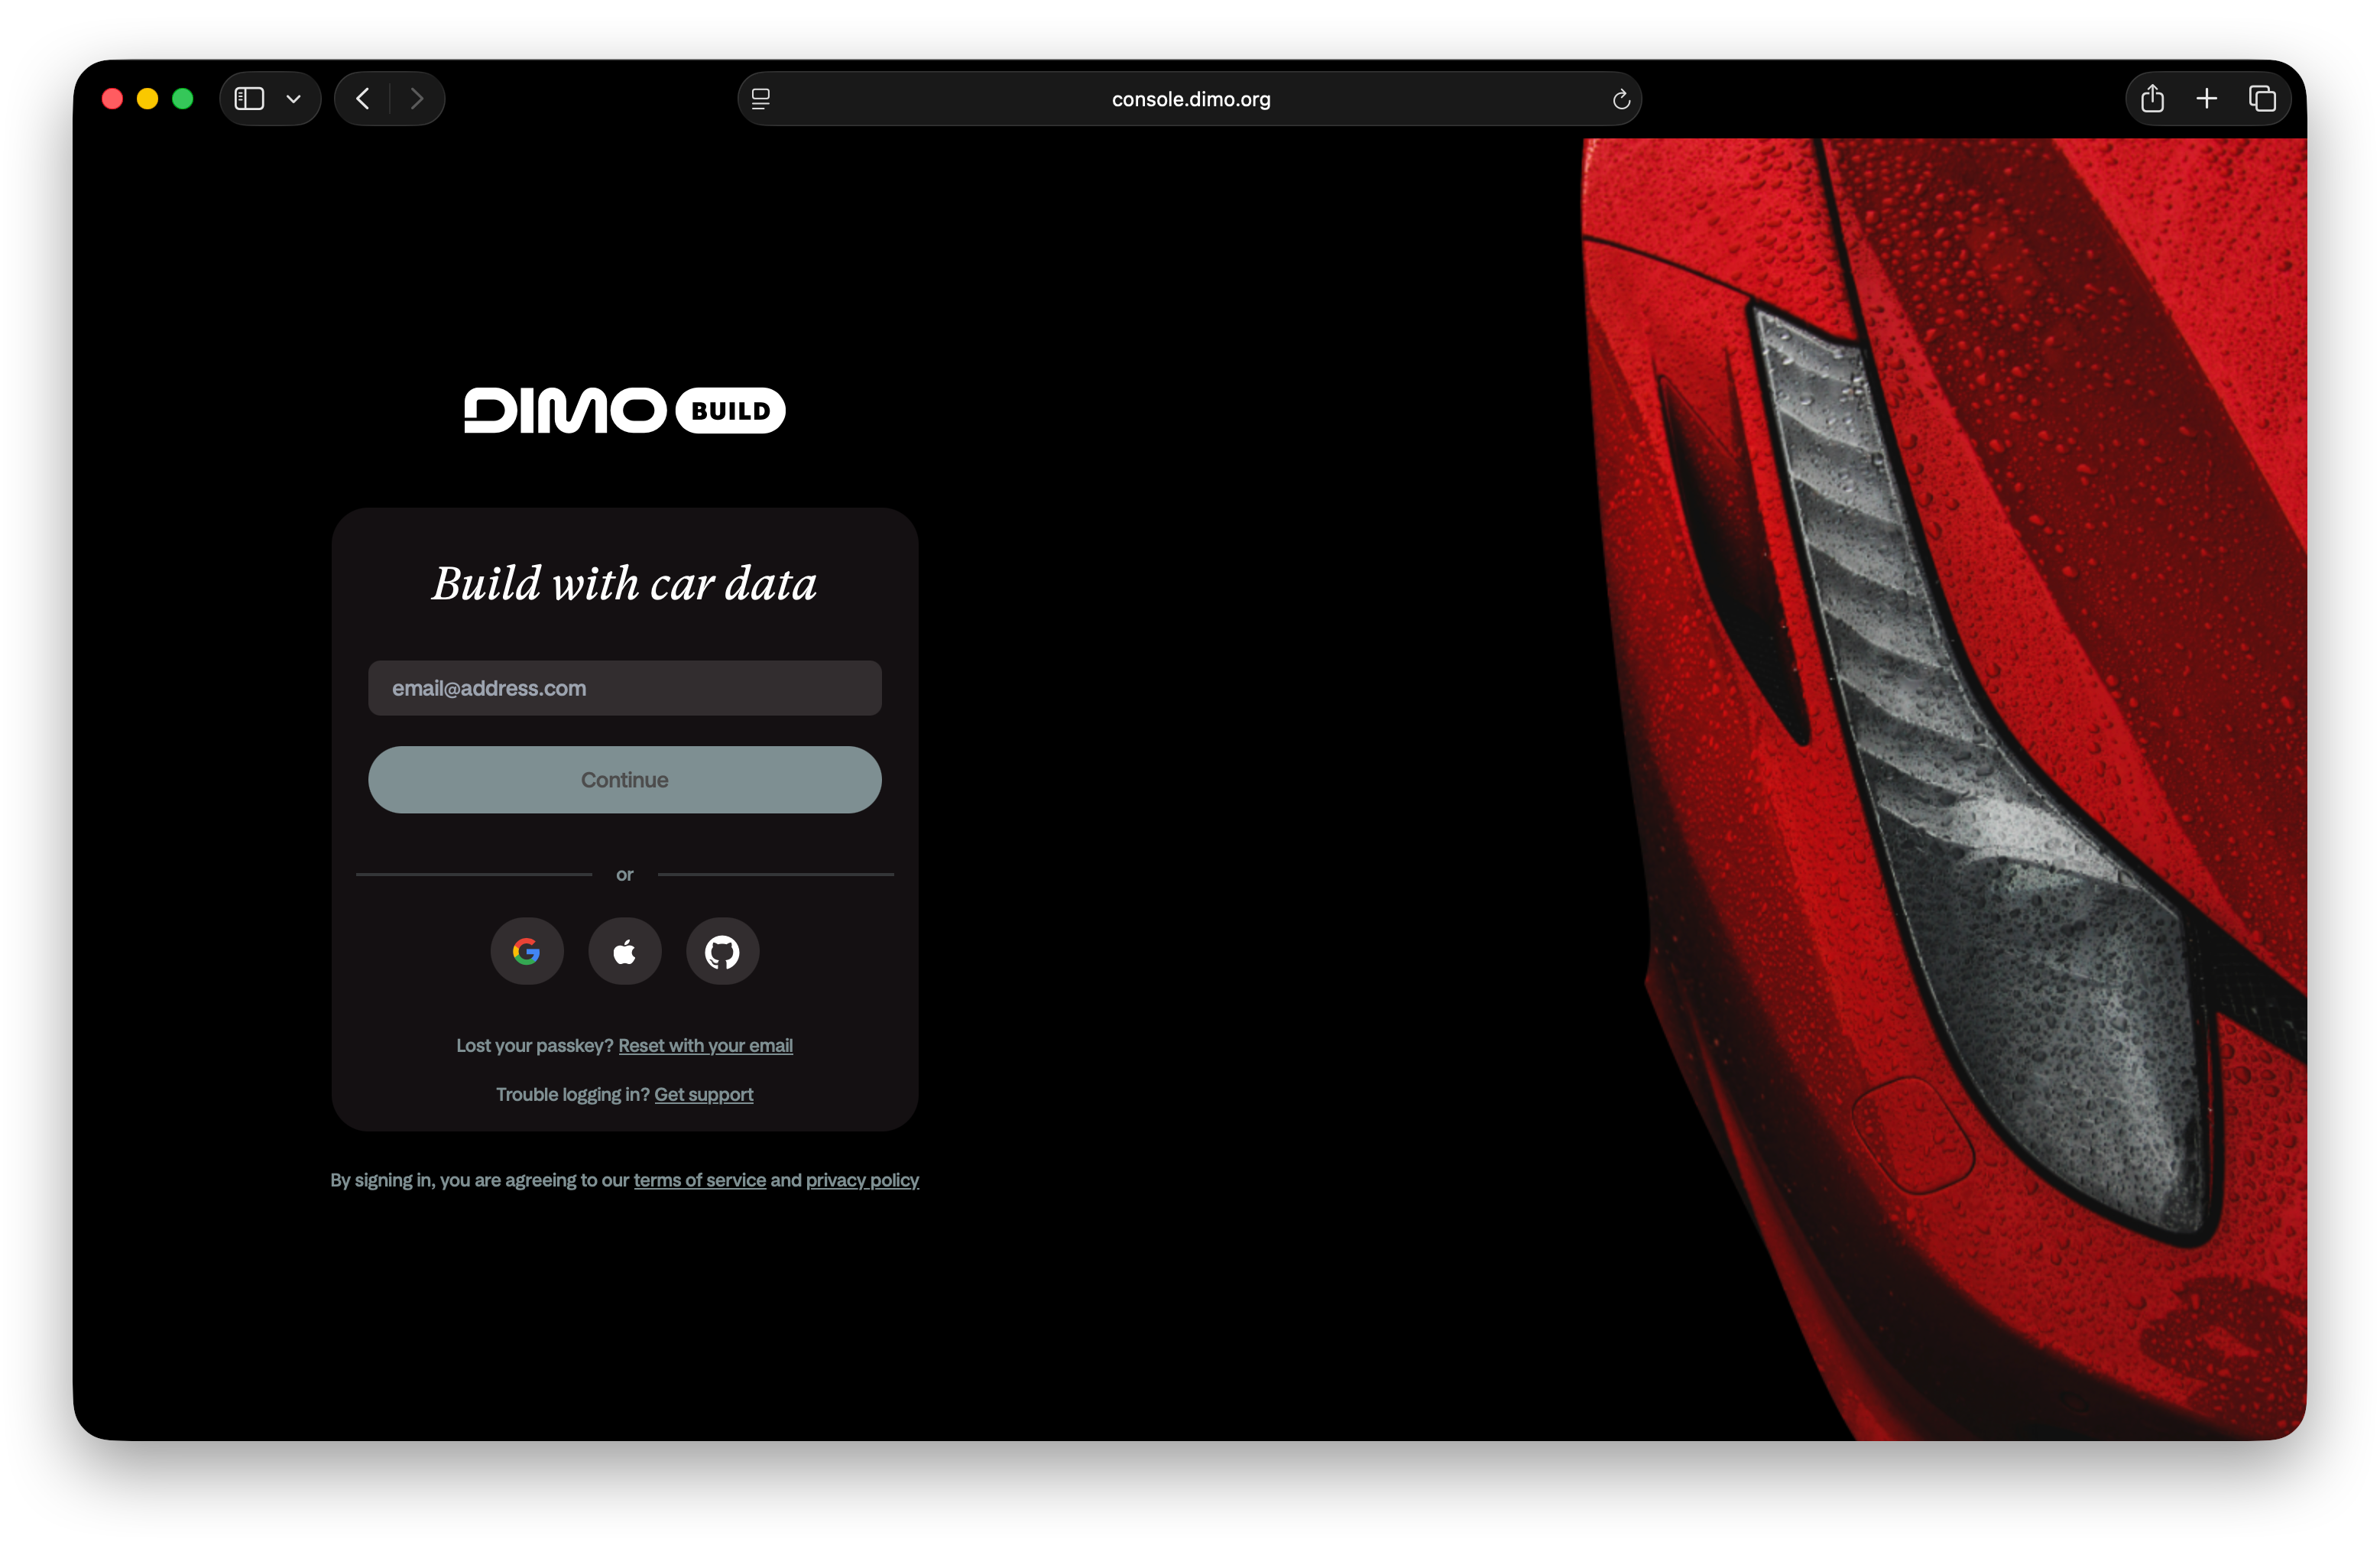 console.dimo.org
DIMO BUILD
Build with car data
email@address.com
Continue
or
Lost your passkey? Reset with your email
Trouble logging in? Get support
By signing in, you are agreeing to our terms of service and privacy policy